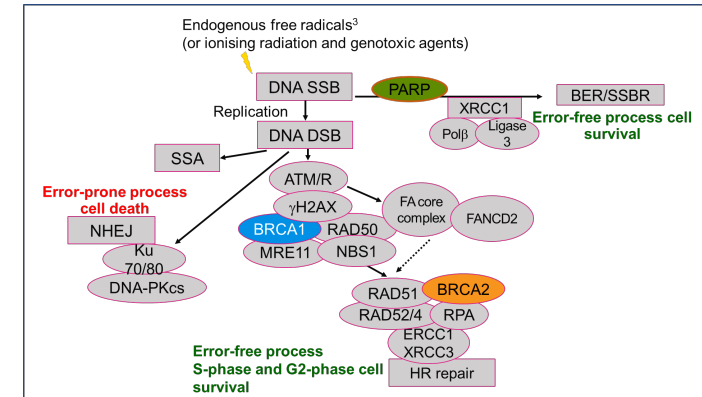 Endogenous free radicals³
(or ionising radiation and genotoxic agents)
DNA SSB
PARP
BER/SSBR
XRCC1
Replication
Polβ
Ligase
3
Error-free process cell
survival
DNA DSB
SSA
ATM/R
Error-prone process
cell death
γH2AX
FA core
complex
FANCD2
NHEJ
BRCA1
RAD50
Ku
70/80
MRE11
NBS1
DNA-PKcs
RAD51
BRCA2
RAD52/4
RPA
ERCC1
XRCC3
Error-free process
S-phase and G2-phase cell
survival
HR repair